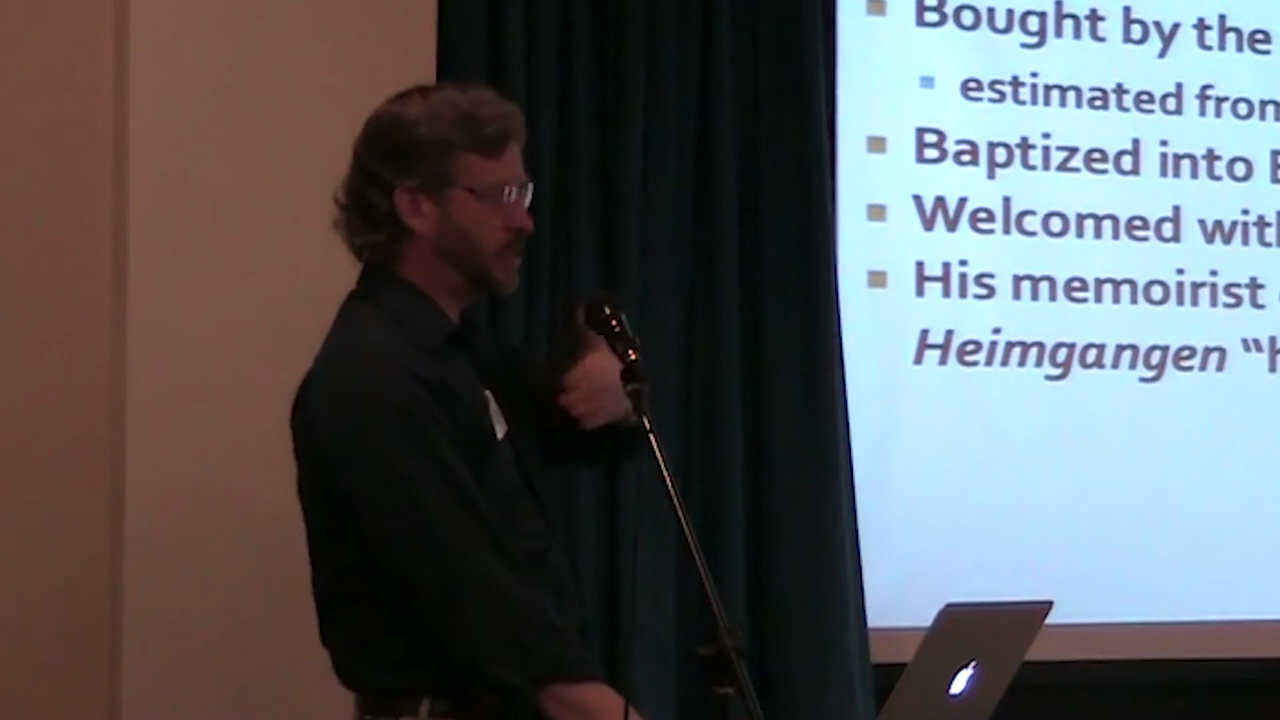 Bought by the
estimated from
Baptized into
Welcomed with
His memoirist
Heimgangen “h